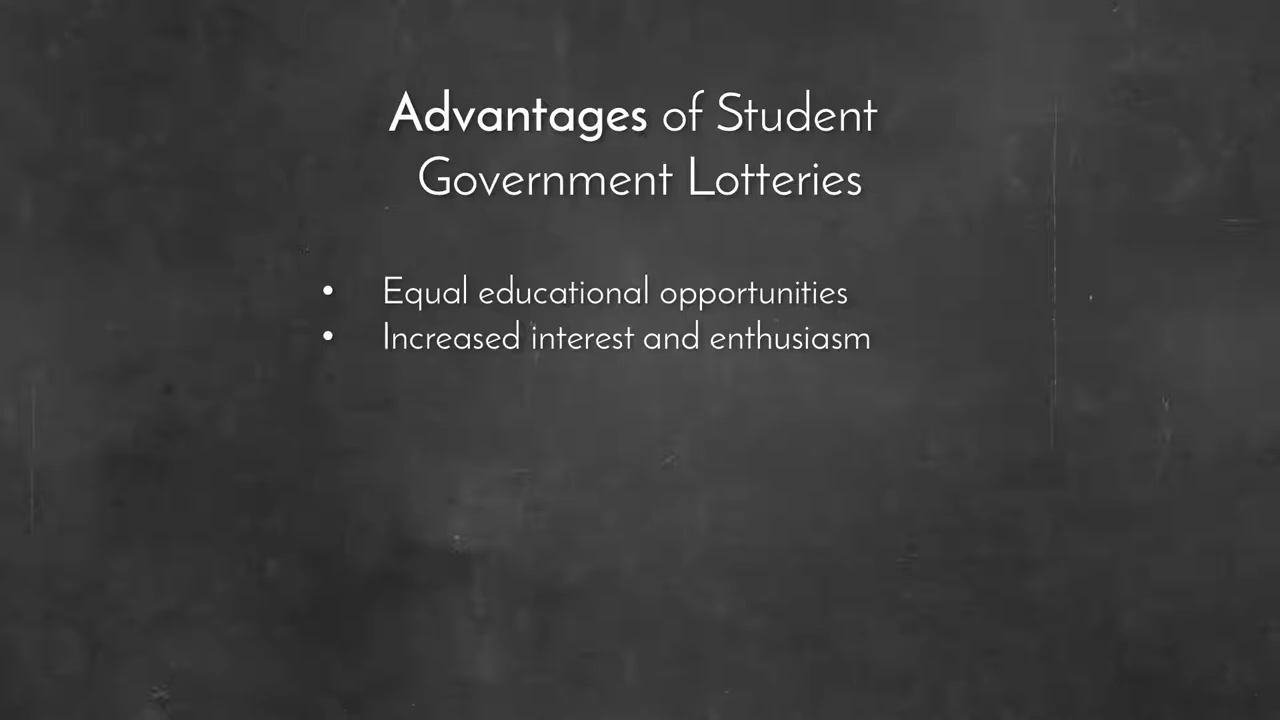 Advantages of Student
Government Lotteries
• Equal educational opportunities
• Increased interest and enthusiasm